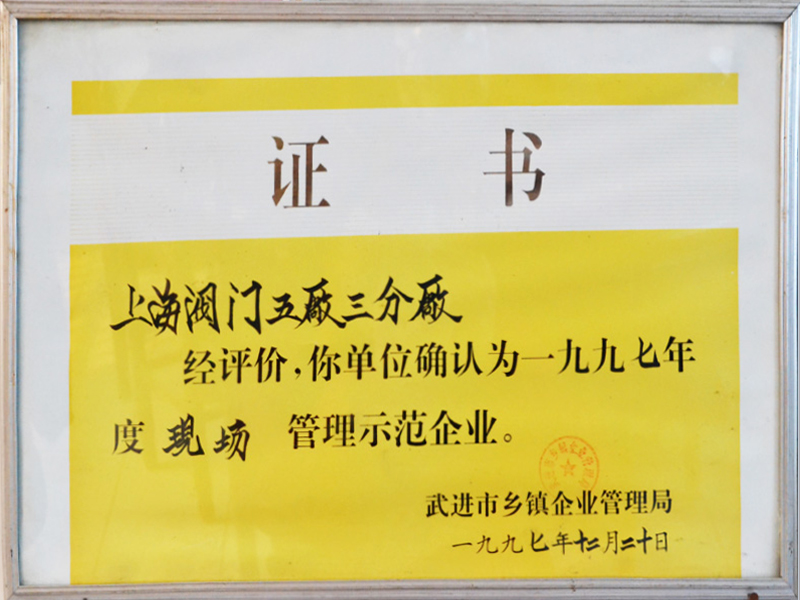 证书
上海阀门五厰三分厰
经评价，你单位确认为一九九七年
度现场管理示范企业。
武进市乡镇企业管理局
一九九七年十二月二十日